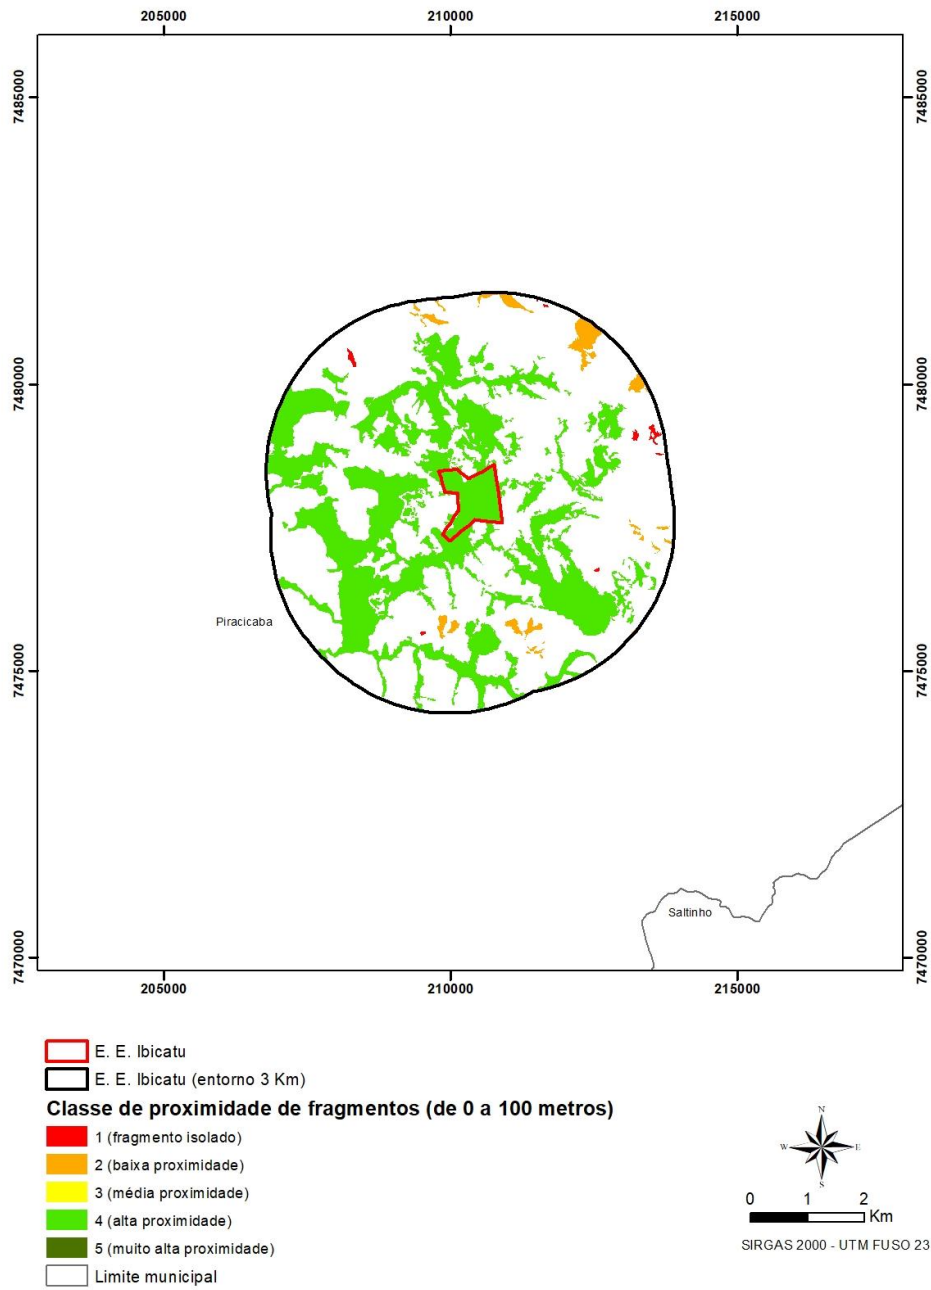 205000 210000 215000
7485000 7485000
7480000 7480000
Piracicaba
7475000 7475000
Saltinho
7470000 7470000
205000 210000 215000
E. E. Ibicatu
E. E. Ibicatu (entorno 3 Km)
Classe de proximidade de fragmentos (de 0 a 100 metros)
1 (fragmento isolado)
2 (baixa proximidade)
3 (média proximidade)
4 (alta proximidade)
5 (muito alta proximidade)
Limite municipal
N
W E
S
0 1 2
Km
SIRGAS 2000 - UTM FUSO 23